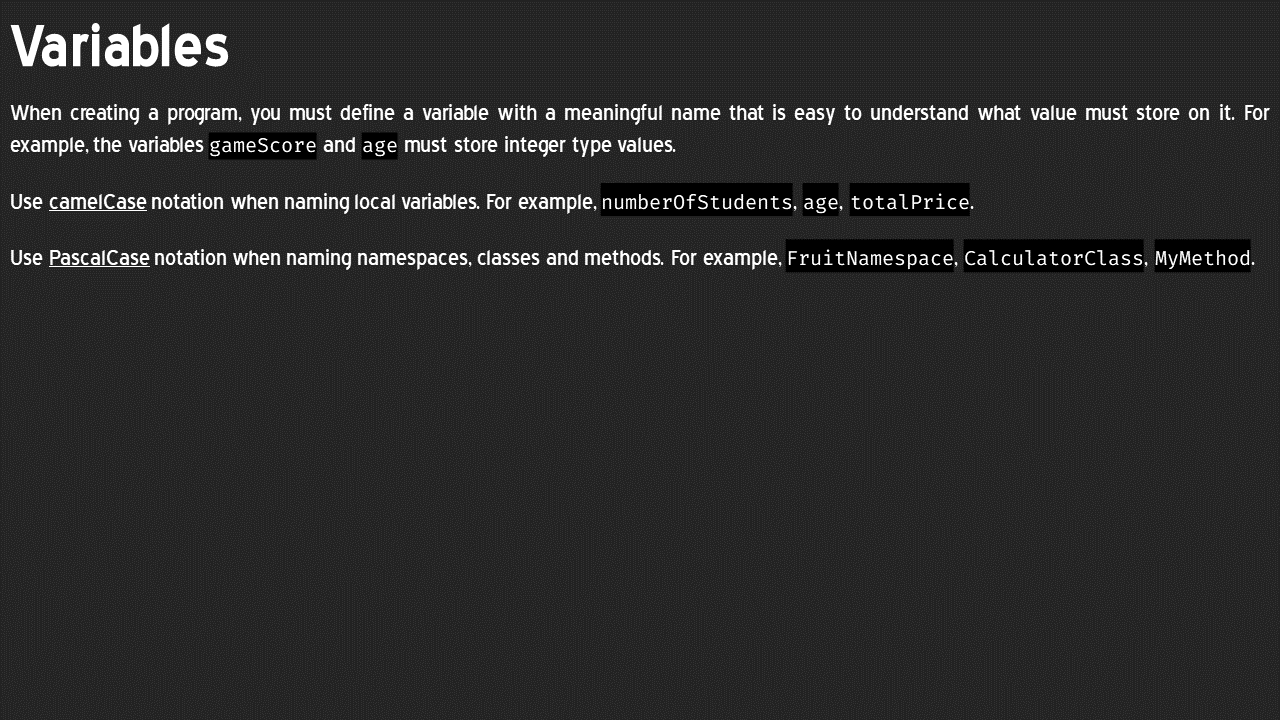 Variables
When creating a program, you must define a variable with a meaningful name that is easy to understand what value must store on it. For
example, the variables gameScore and age must store integer type values.
Use camelCase notation when naming local variables. For example, numberOfStudents, age, totalPrice.
Use PascalCase notation when naming namespaces, classes and methods. For example, FruitNamespace, CalculatorClass, MyMethod.